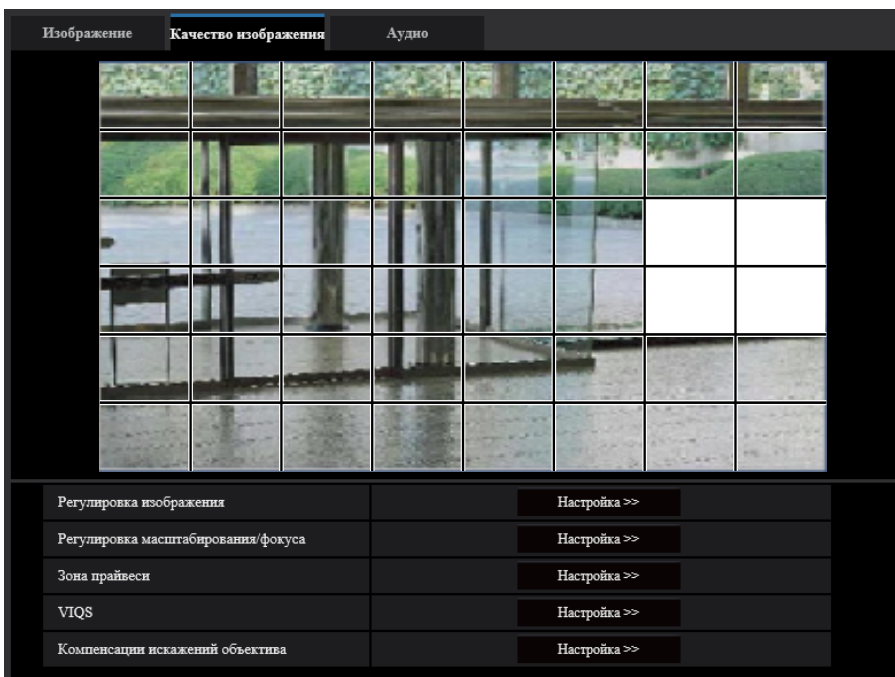 Изображение Качество изображения Аудио
Регулировка изображения Настройка >>
Регулировка масштабирования/фокуса Настройка >>
Зона прайвеси Настройка >>
VIQS Настройка >>
Компенсации искажений объектива Настройка >>